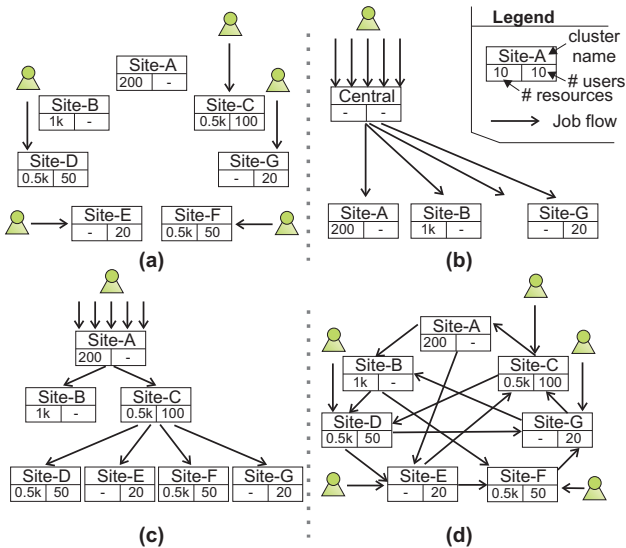 Site-A
200 -
Site-B
1k -
Site-C
0.5k 100
Site-D
0.5k 50
Site-G
- 20
Site-E
- 20
Site-F
0.5k 50
(a)
Central
- -
Site-A
200 -
Site-B
1k -
Site-G
- 20
(b)
Legend
Site-A
10 10
cluster
name
# users
# resources
Job flow
Site-A
200 -
Site-B
1k -
Site-C
0.5k 100
Site-D
0.5k 50
Site-E
- 20
Site-F
0.5k 50
Site-G
- 20
(c)
Site-A
200 -
Site-B
1k -
Site-C
0.5k 100
Site-D
0.5k 50
Site-G
- 20
Site-E
- 20
Site-F
0.5k 50
(d)